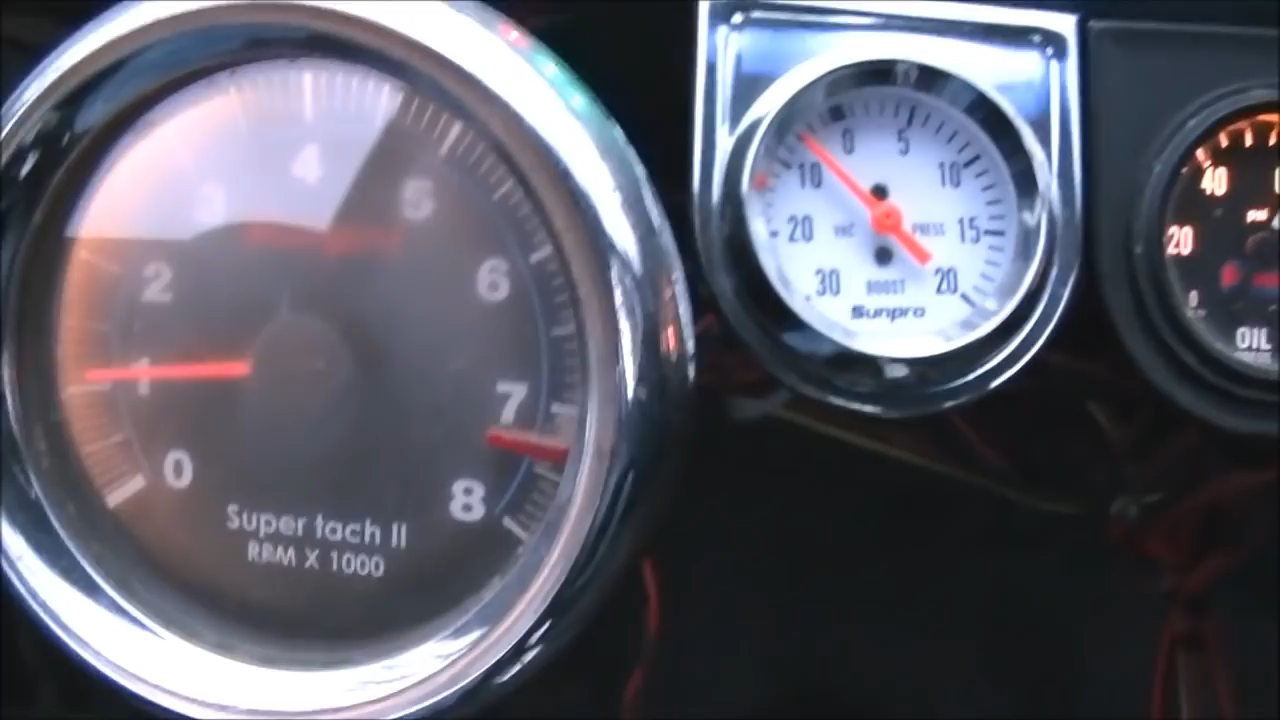 4
3 5
2 6
1 7
0 8
Super tach II
RPM X 1000
0 5
10 10
20 VAC PRESS 15
30 BOOST 20
Sunpro
40
20
0
OIL